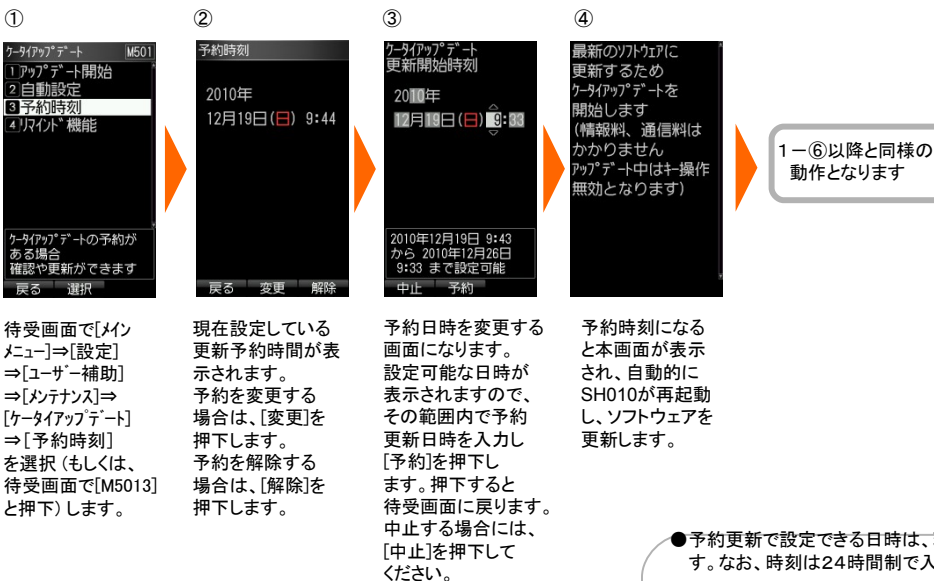 ①
ｹｰﾀｲｱｯﾌﾟﾃﾞｰﾄ M501
1 ｱｯﾌﾟﾃﾞｰﾄ開始
2 自動設定
3 予約時刻
4 ﾘﾏｲﾝﾄﾞ機能
ｹｰﾀｲｱｯﾌﾟﾃﾞｰﾄの予約が
ある場合
確認や更新ができます
戻る 選択
待受画面で[ﾒｲﾝ
ﾒﾆｭｰ]⇒[設定]
⇒[ﾕｰｻﾞｰ補助]
⇒[ﾒﾝﾃﾅﾝｽ]⇒
[ｹｰﾀｲｱｯﾌﾟﾃﾞｰﾄ]
⇒[予約時刻]
を選択（もしくは、
待受画面で[M5013]
と押下）します。
②
予約時刻
2010年
12月19日(日) 9:44
戻る 変更 解除
現在設定している
更新予約時間が表
示されます。
予約を変更する
場合は、[変更]を
押下します。
予約を解除する
場合は、[解除]を
押下します。
③
ｹｰﾀｲｱｯﾌﾟﾃﾞｰﾄ
更新開始時刻
2010年
12月19日(日) 9:33
2010年12月19日 9:43
から 2010年12月26日
9:33 まで設定可能
中止 予約
予約日時を変更する
画面になります。
設定可能な日時が
表示されますので、
その範囲内で予約
更新日時を入力し
[予約]を押下し
ます。押下すると
待受画面に戻ります。
中止する場合には、
[中止]を押下して
ください。
④
最新のｿﾌﾄｳｪｱに
更新するため
ｹｰﾀｲｱｯﾌﾟﾃﾞｰﾄを
開始します
(情報料、通信料は
かかりません
ｱｯﾌﾟﾃﾞｰﾄ中はｷｰ操作
無効となります)
予約時刻になる
と本画面が表示
され、自動的に
SH010が再起動
し、ソフトウェアを
更新します。
１－⑥以降と同様の
動作となります
●予約更新で設定できる日時は、
す。なお、時刻は２４時間制で入